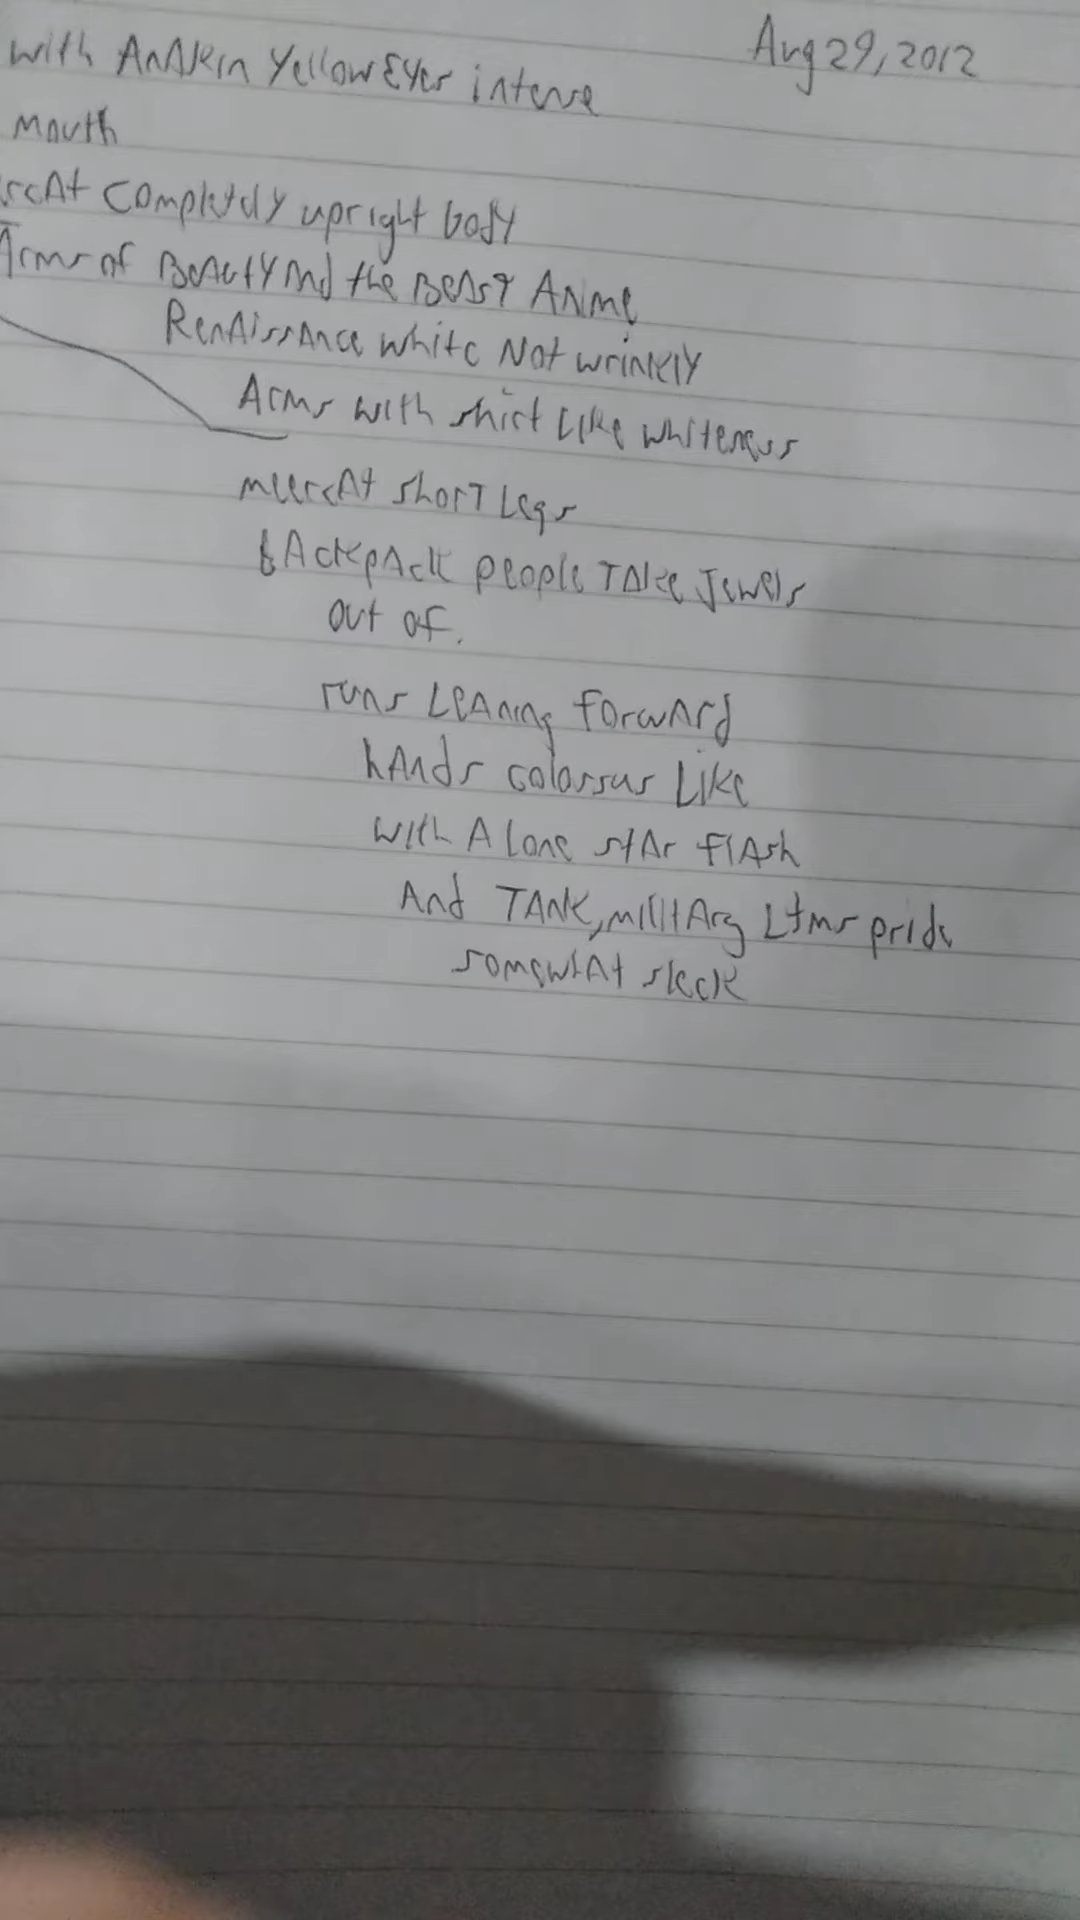 Aug 29, 2012
with Anakin yellow Eyes intense
mouth
rcAt completely upright body
Arms of Beauty And the Beast Anime
Renaissance white Not wrinkely
Arms with shirt like whiteness
meercAt short Legs
bAckpAck people TAke Jewels
out of.
runs LeAning forward
hAnds colossus Like
with A lone stAr flAsh
And TANK, militAry pride
somewhAt sleek